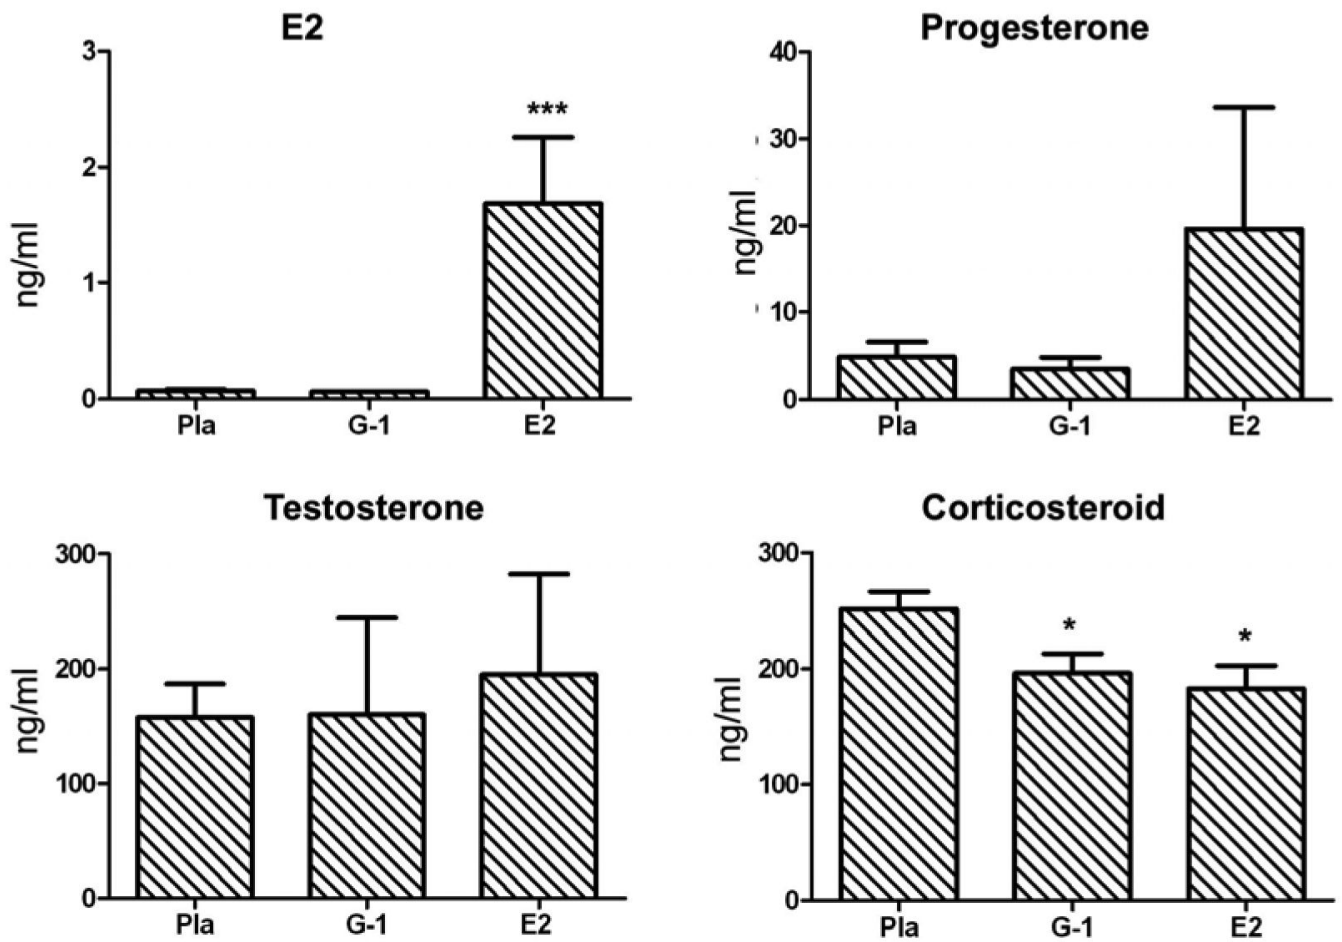 E2
3
***
2
ng/ml
1
0
Pla G-1 E2
Progesterone
40
30
20
ng/ml
10
0
Pla G-1 E2
Testosterone
300
200
ng/ml
100
0
Pla G-1 E2
Corticosteroid
300
*
*
200
ng/ml
100
0
Pla G-1 E2